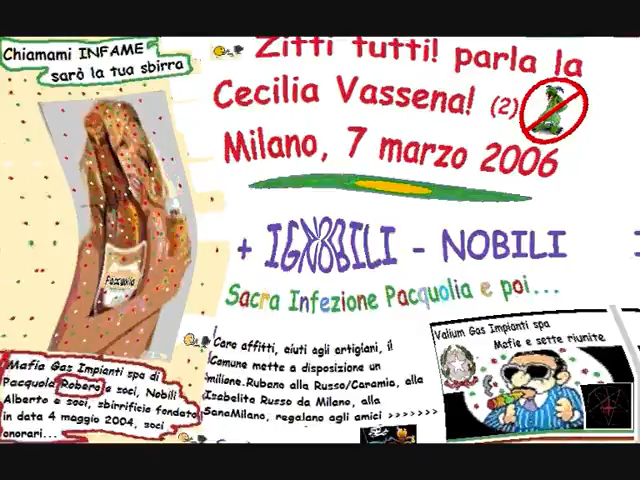 Chiamami INFAME
sarò la tua sbirra
Zitti tutti! parla la
Cecilia Vassena! (2)
Milano, 7 marzo 2006
+ IGNOBILI - NOBILI
Sacra Infezione Pacquolia e poi...
Mafia Gas Impianti spa di
Pacquola Robero e soci, Nobili
Alberto e soci, sbirrificio fondato
in data 4 maggio 2004, soci
onorari...
Caro affitti, aiuti agli artigiani, il
Comune mette a disposizione un
milione.Rubano alla Russo/Caramia, alla
Isabelita Russo da Milano, alla
SanaMilano, regalano agli amici >>>>>>>
Valium Gas Impianti spa
Mafie e sette riunite